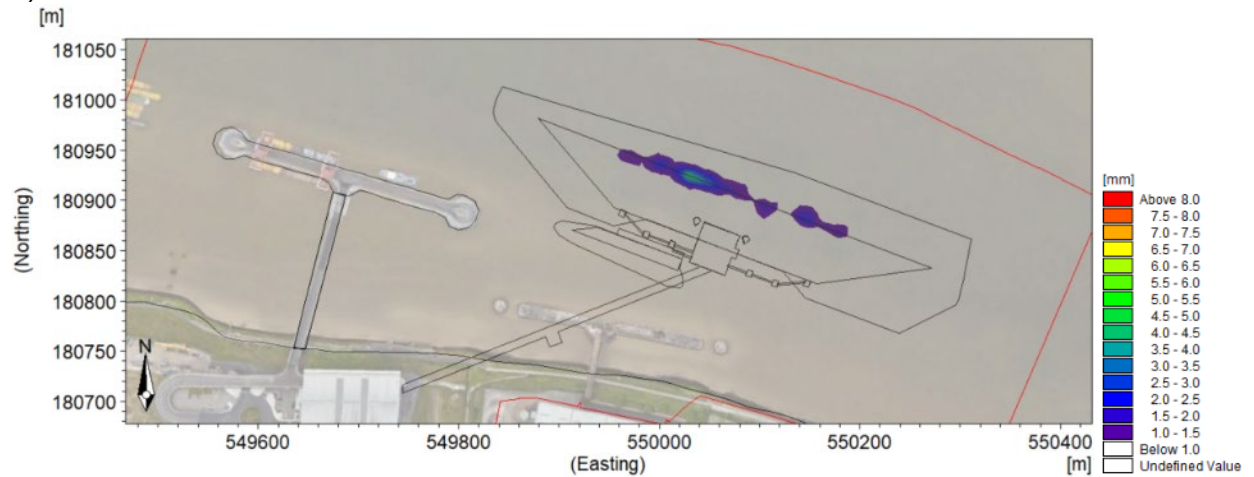 [m]
181050
181000
180950
180900
180850
180800
180750
180700
(Northing)
N
549600 549800 550000 550200 550400
(Easting) [m]
[mm]
Above 8.0
7.5 - 8.0
7.0 - 7.5
6.5 - 7.0
6.0 - 6.5
5.5 - 6.0
5.0 - 5.5
4.5 - 5.0
4.0 - 4.5
3.5 - 4.0
3.0 - 3.5
2.5 - 3.0
2.0 - 2.5
1.5 - 2.0
1.0 - 1.5
Below 1.0
Undefined Value